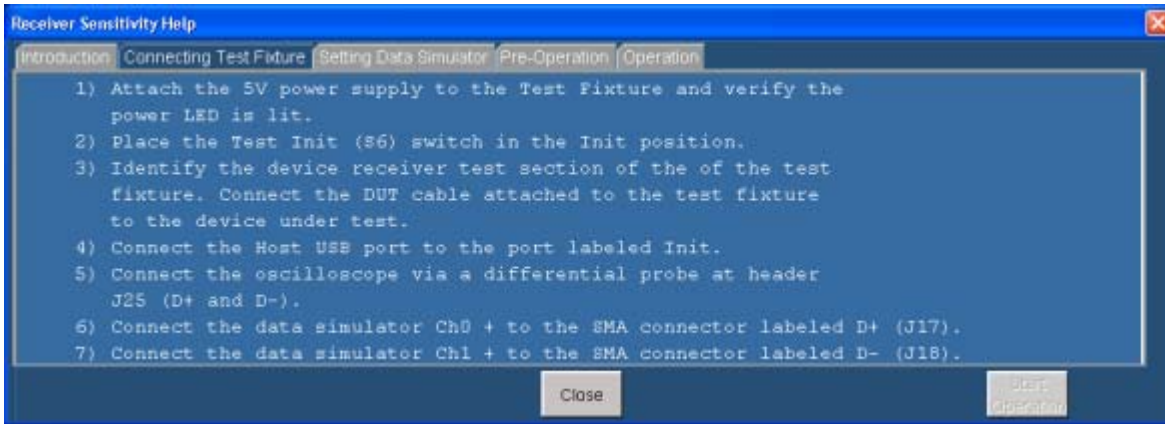 Receiver Sensitivity Help
Introduction Connecting Test Fixture Setting Data Simulator Pre-Operation Operation
1) Attach the 5V power supply to the Test Fixture and verify the
power LED is lit.
2) Place the Test Init (S6) switch in the Init position.
3) Identify the device receiver test section of the of the test
fixture. Connect the DUT cable attached to the test fixture
to the device under test.
4) Connect the Host USB port to the port labeled Init.
5) Connect the oscilloscope via a differential probe at header
J25 (D+ and D-).
6) Connect the data simulator Ch0 + to the SMA connector labeled D+ (J17).
7) Connect the data simulator Ch1 + to the SMA connector labeled D- (J18).
Close
Start
Operation